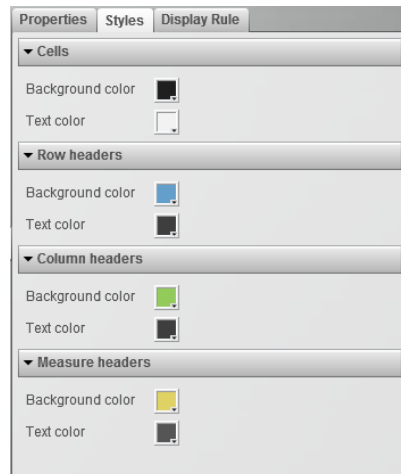 Properties Styles Display Rule
Cells
Background color
Text color
Row headers
Background color
Text color
Column headers
Background color
Text color
Measure headers
Background color
Text color